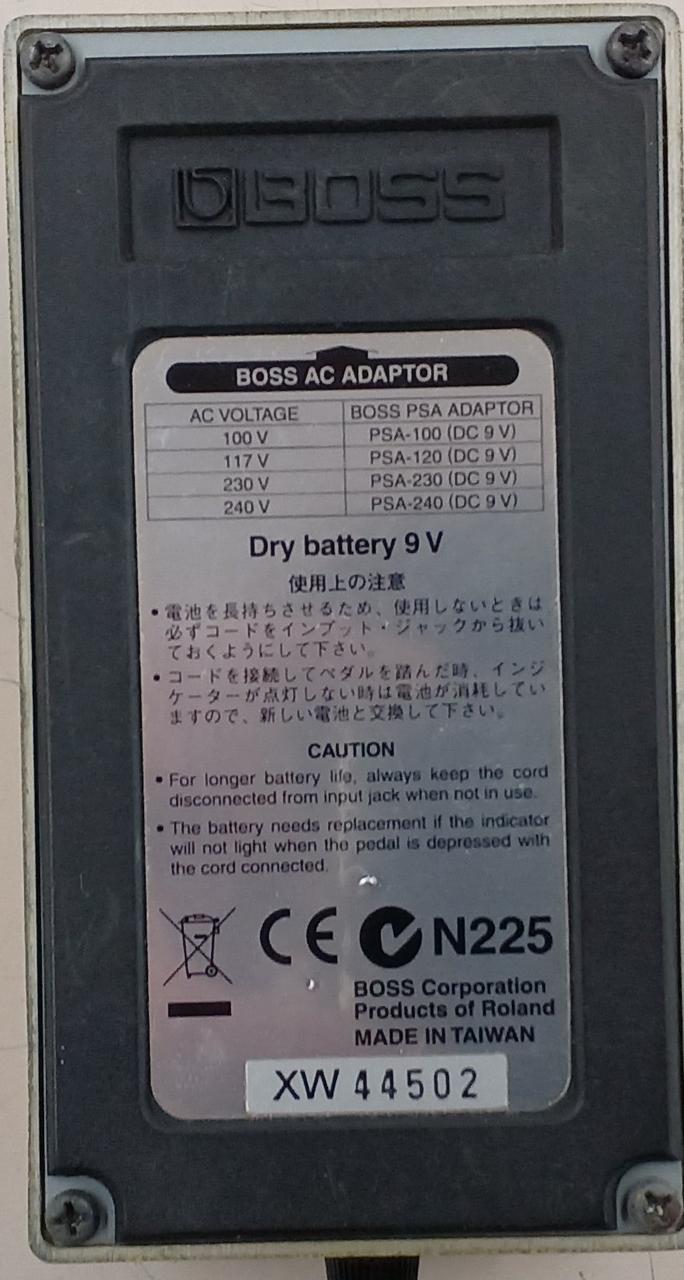 BOSS
BOSS AC ADAPTOR
AC VOLTAGE BOSS PSA ADAPTOR
100 V PSA-100 (DC 9 V)
117 V PSA-120 (DC 9 V)
230 V PSA-230 (DC 9 V)
240 V PSA-240 (DC 9 V)
Dry battery 9 V
使用上の注意
• 電池を長持ちさせるため、使用しないときは
必ずコードをインプット・ジャックから抜い
ておくようにして下さい。
• コードを接続してペダルを踏んだ時、インジ
ケーターが点灯しない時は電池が消耗してい
ますので、新しい電池と交換して下さい。
CAUTION
• For longer battery life, always keep the cord
disconnected from input jack when not in use.
• The battery needs replacement if the indicator
will not light when the pedal is depressed with
the cord connected.
CE N225
BOSS Corporation
Products of Roland
MADE IN TAIWAN
XW 44502